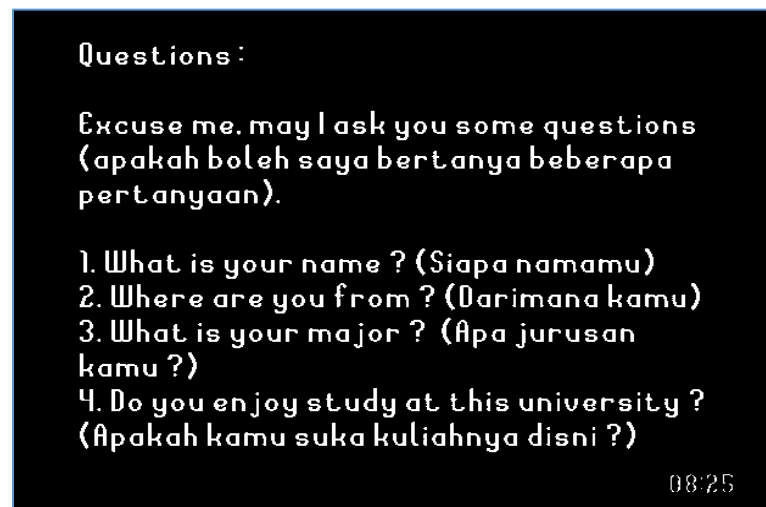 Questions:
Excuse me, may I ask you some questions
(apakah boleh saya bertanya beberapa
pertanyaan).
1. What is your name ? (Siapa namamu)
2. Where are you from ? (Darimana kamu)
3. What is your major ? (Apa jurusan
kamu ?)
4. Do you enjoy study at this university ?
(Apakah kamu suka kuliahnya disni ?)
08:25